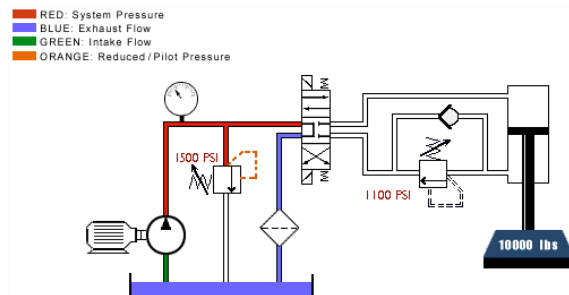 RED: System Pressure
BLUE: Exhaust Flow
GREEN: Intake Flow
ORANGE: Reduced/Pilot Pressure
1500 PSI
1100 PSI
10000 lbs